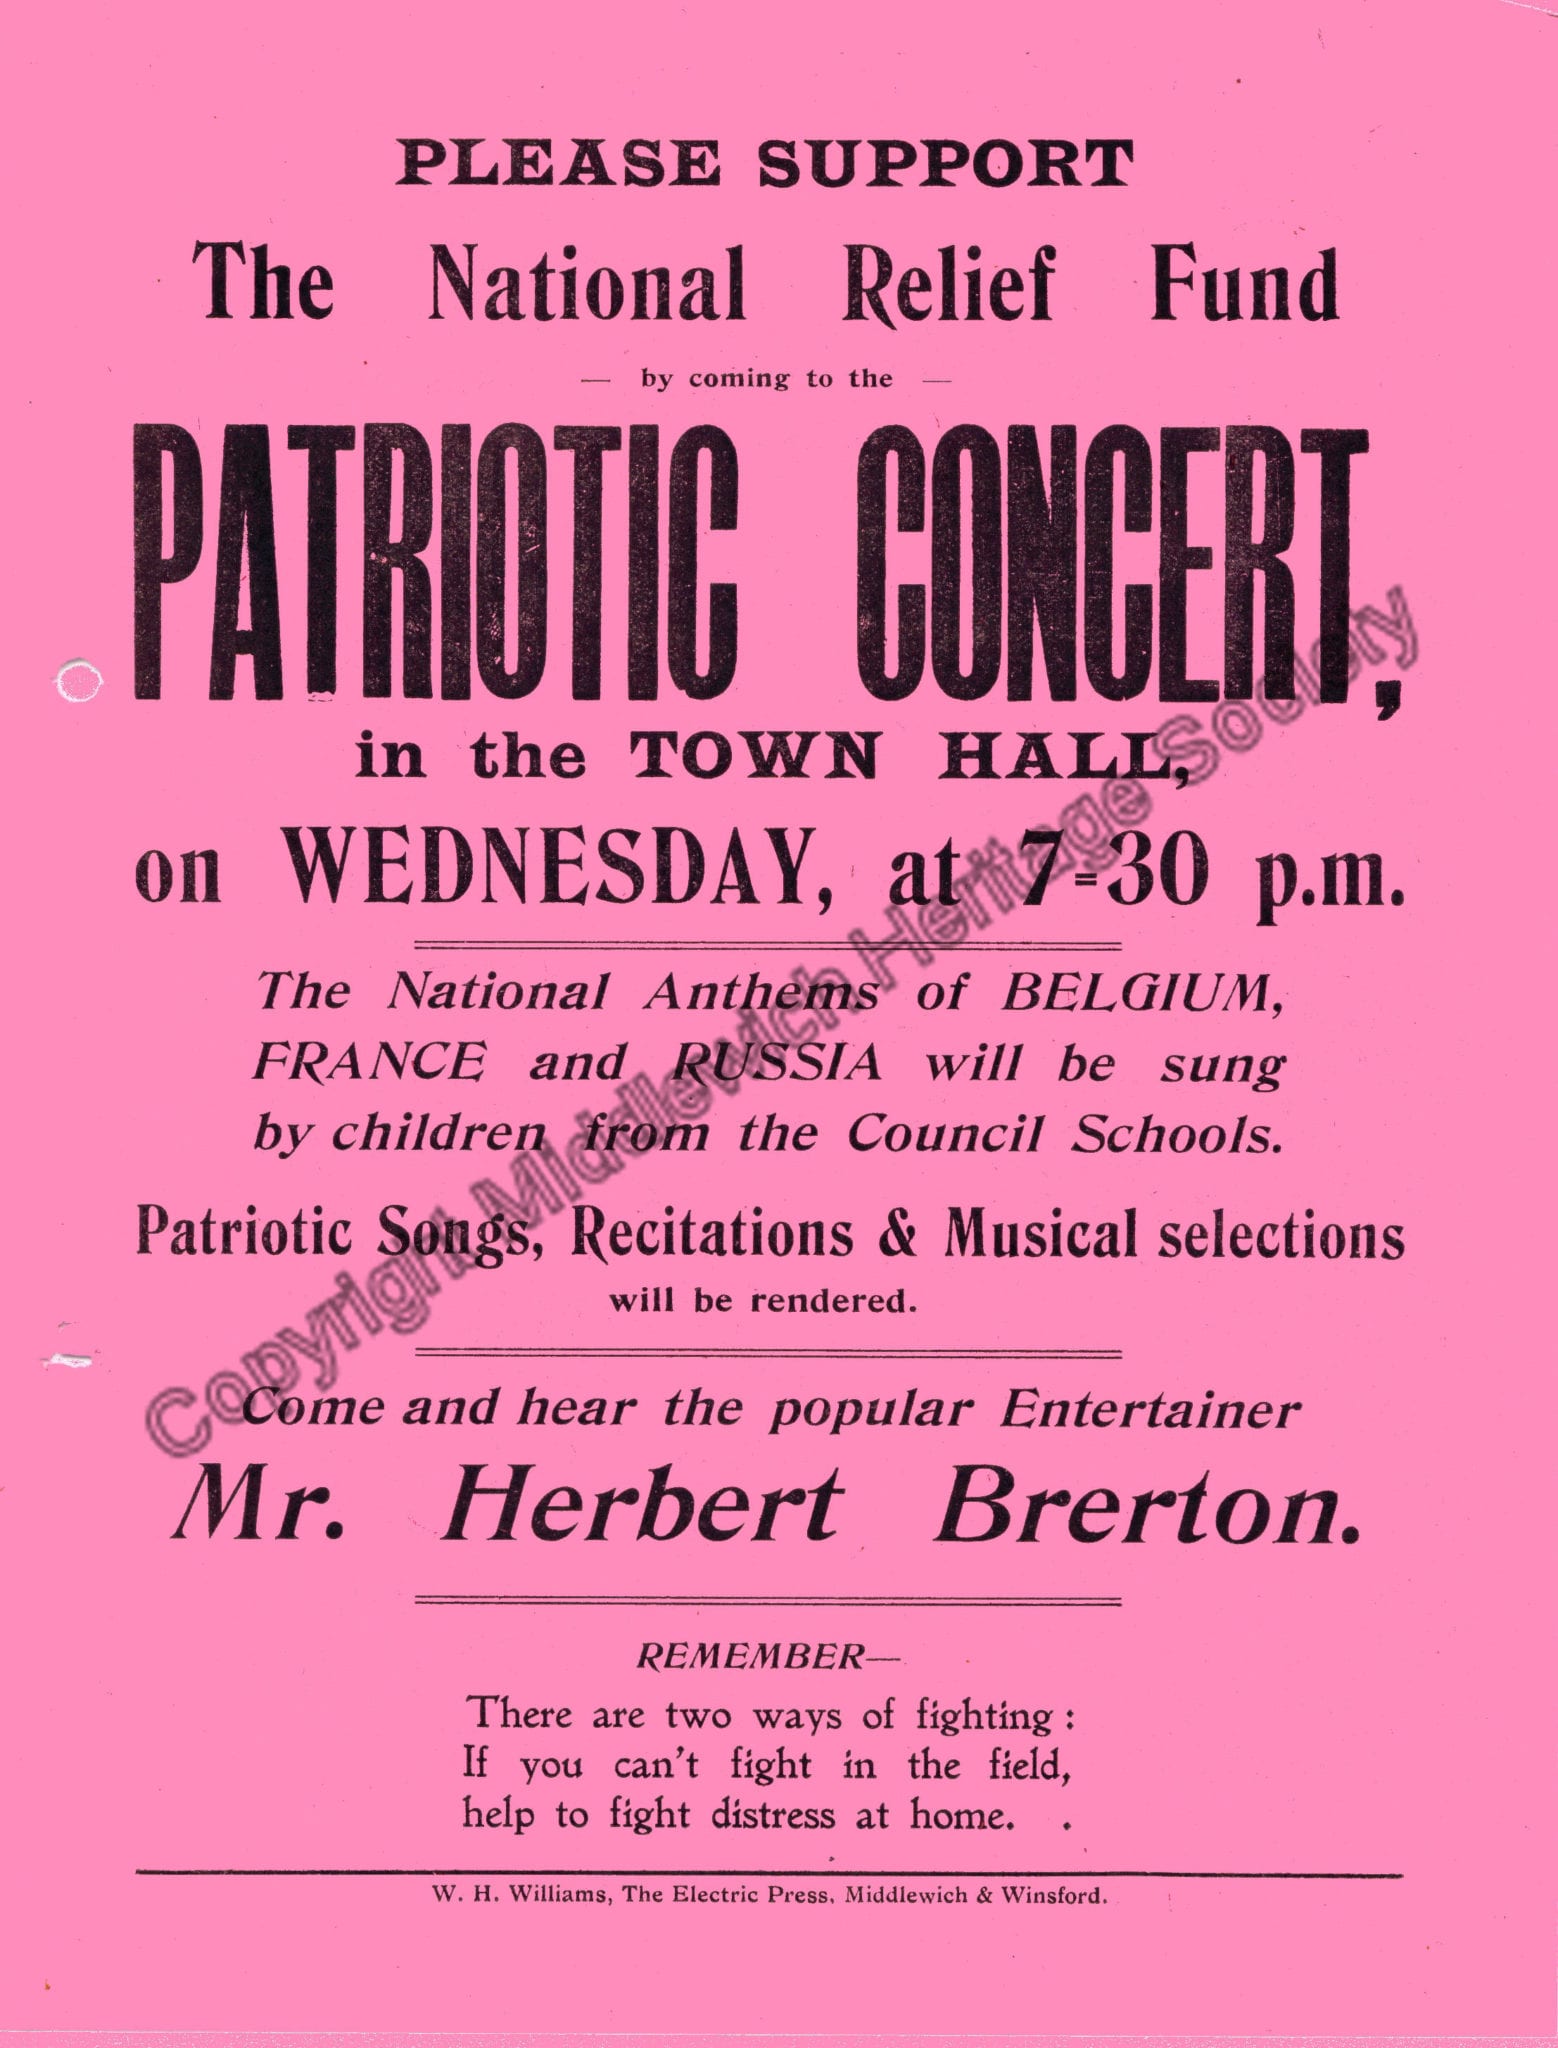 PLEASE SUPPORT
The National Relief Fund
— by coming to the —
PATRIOTIC CONCERT,
in the TOWN HALL,
on WEDNESDAY, at 7=30 p.m.
The National Anthems of BELGIUM,
FRANCE and RUSSIA will be sung
by children from the Council Schools.
Patriotic Songs, Recitations & Musical selections
will be rendered.
Come and hear the popular Entertainer
Mr. Herbert Brerton.
REMEMBER—
There are two ways of fighting :
If you can't fight in the field,
help to fight distress at home. .
W. H. Williams, The Electric Press, Middlewich & Winsford.
Copyright Middlewich Heritage Society